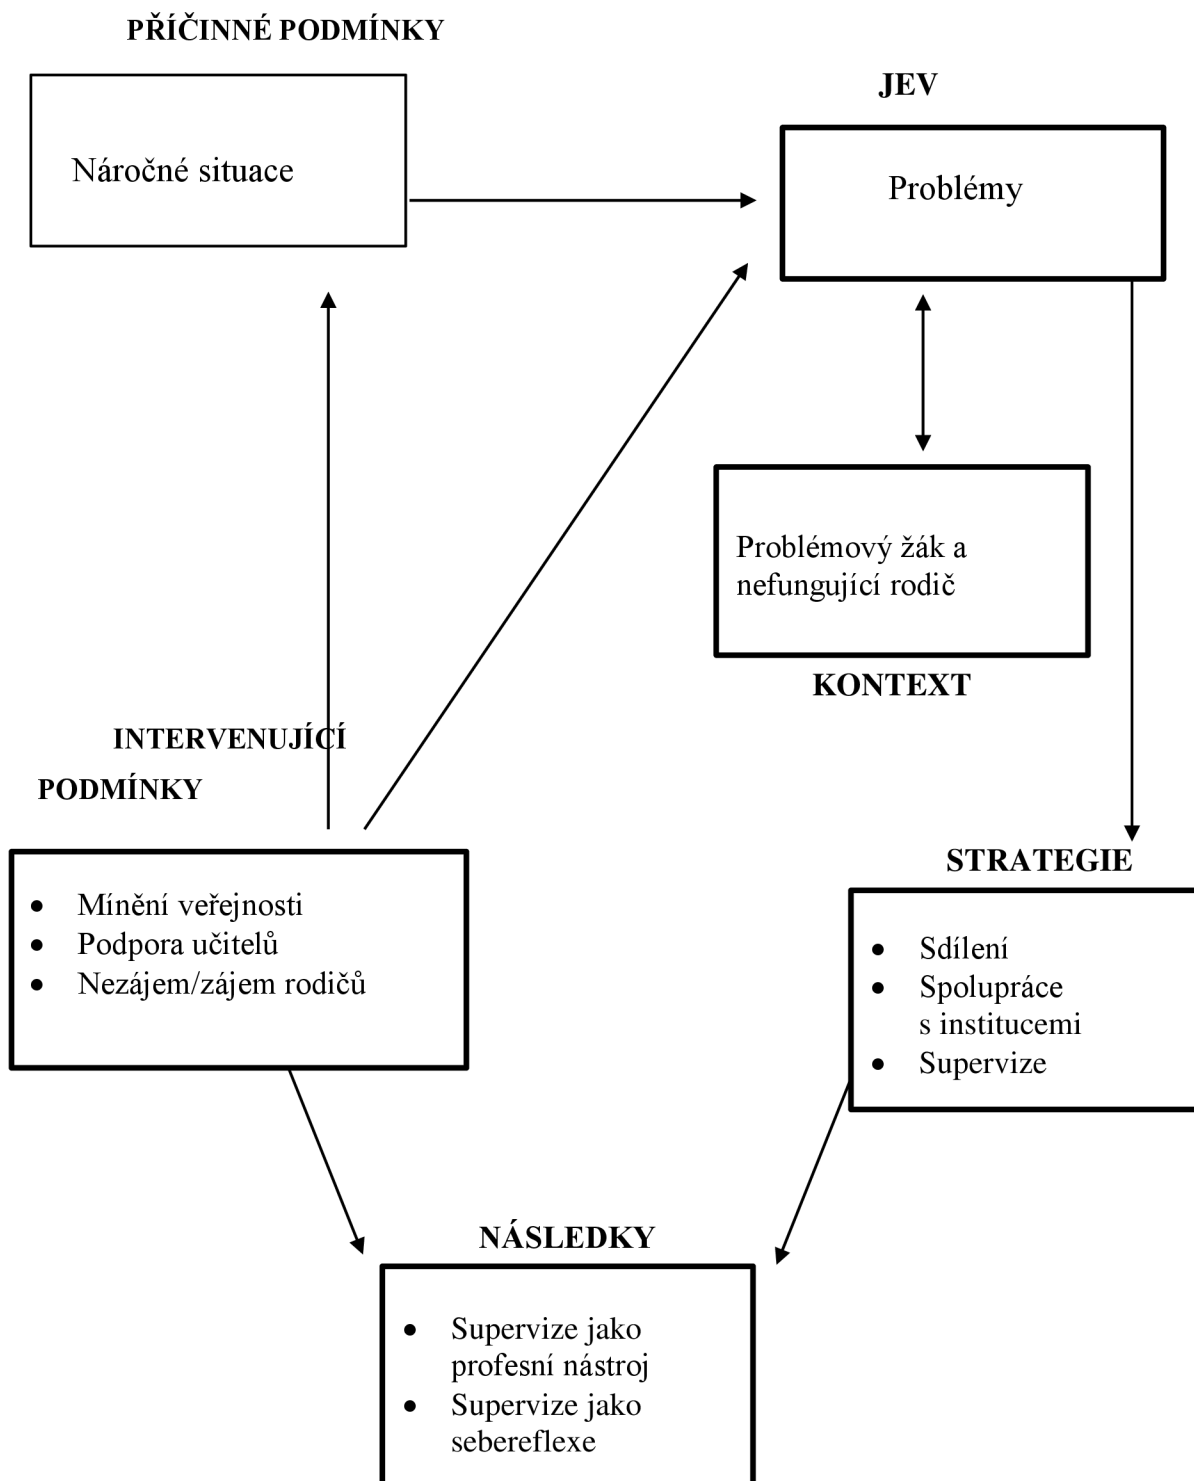 PŘÍČINNÉ PODMÍNKY
JEV
Náročné situace
Problémy
Problémový žák a
nefungující rodič
KONTEXT
INTERVENUJÍCÍ
PODMÍNKY
• Mínění veřejnosti
• Podpora učitelů
• Nezájem/zájem rodičů
STRATEGIE
• Sdílení
• Spolupráce
s institucemi
• Supervize
NÁSLEDKY
• Supervize jako
profesní nástroj
• Supervize jako
sebereflexe